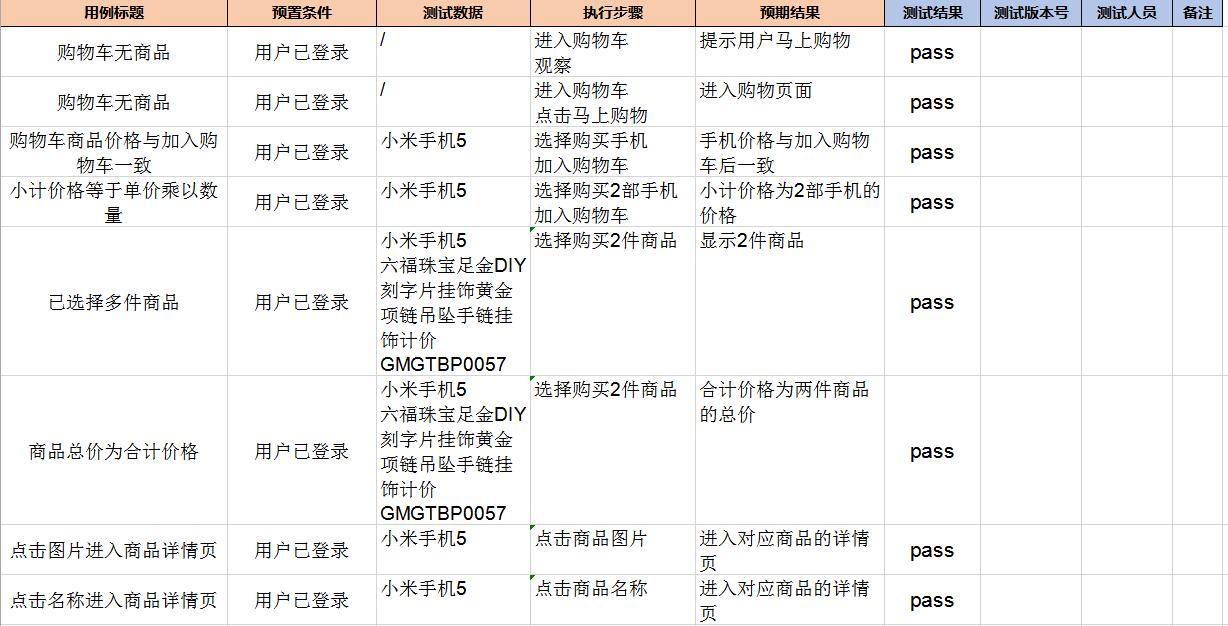 用例标题 预置条件 测试数据 执行步骤 预期结果 测试结果 测试版本号 测试人员 备注
购物车无商品 用户已登录 / 进入购物车 提示用户马上购物 pass
观察
购物车无商品 用户已登录 / 进入购物车 进入购物页面 pass
点击马上购物
购物车商品价格与加入购 用户已登录 小米手机5 选择购买手机 手机价格与加入购物 pass
物车一致 加入购物车 车后一致
小计价格等于单价乘以数 用户已登录 小米手机5 选择购买2部手机 小计价格为2部手机的 pass
量 加入购物车 价格
已选择多件商品 用户已登录 小米手机5 选择购买2件商品 显示2件商品 pass
六福珠宝足金DIY
刻字片挂饰黄金
项链吊坠手链挂
饰计价
GMGTBP0057
商品总价为合计价格 用户已登录 小米手机5 选择购买2件商品 合计价格为两件商品 pass
六福珠宝足金DIY 的总价
刻字片挂饰黄金
项链吊坠手链挂
饰计价
GMGTBP0057
点击图片进入商品详情页 用户已登录 小米手机5 点击商品图片 进入对应商品的详情 pass
页
点击名称进入商品详情页 用户已登录 小米手机5 点击商品名称 进入对应商品的详情 pass
页